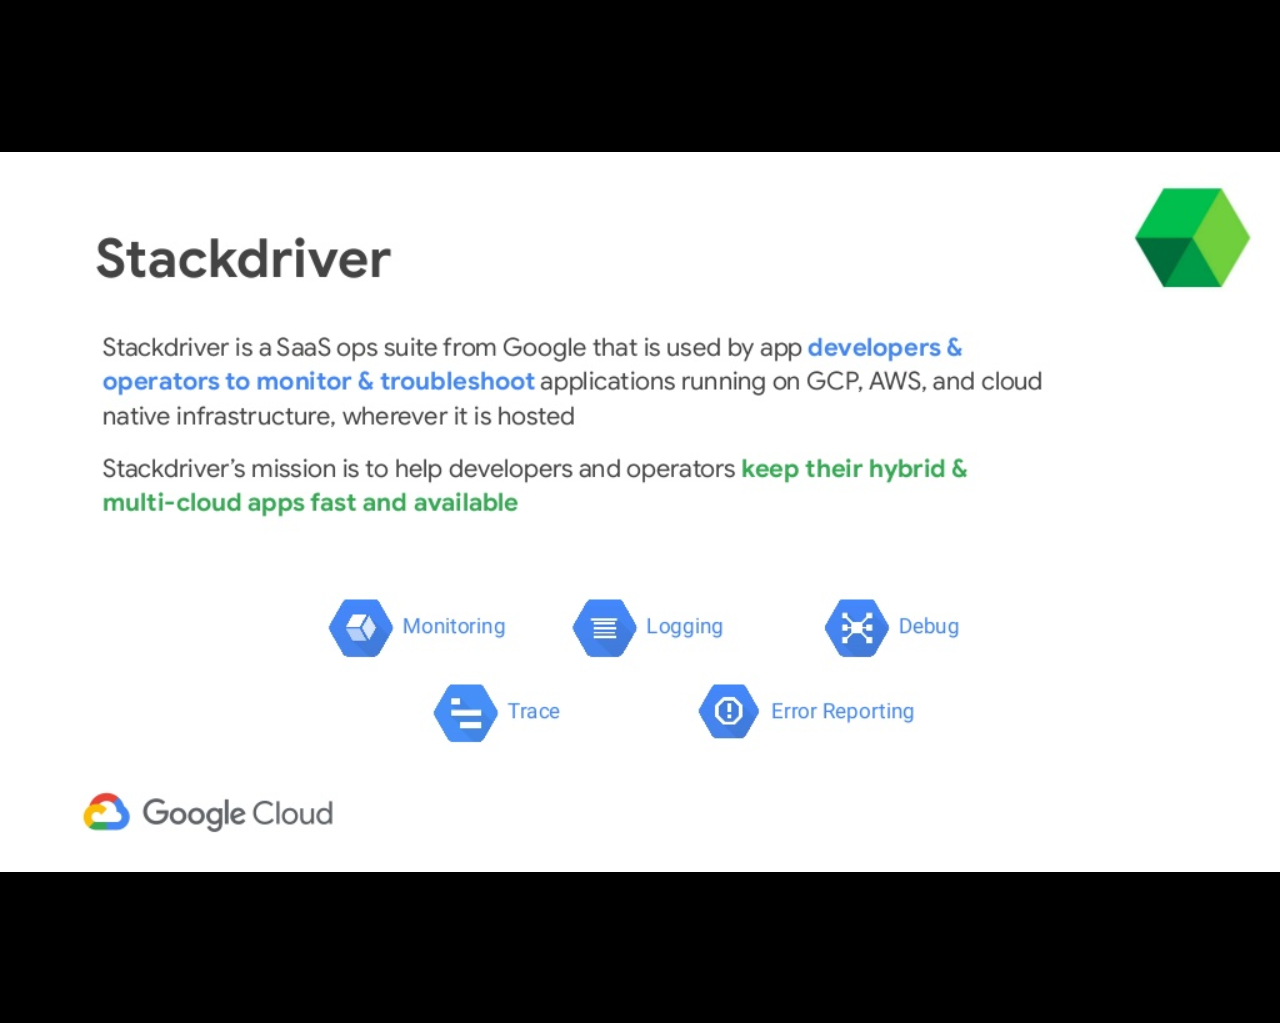 Stackdriver
Stackdriver is a SaaS ops suite from Google that is used by app developers &
operators to monitor & troubleshoot applications running on GCP, AWS, and cloud
native infrastructure, wherever it is hosted
Stackdriver’s mission is to help developers and operators keep their hybrid &
multi-cloud apps fast and available
Monitoring Logging Debug
Trace Error Reporting
Google Cloud